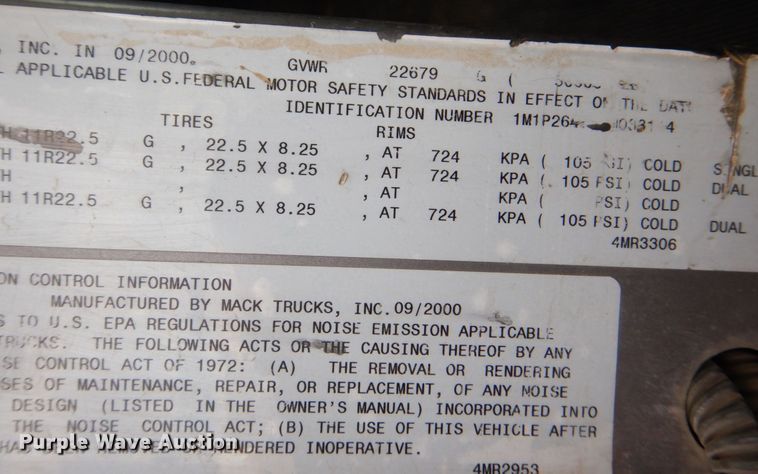 , INC. IN 09/2000.
GVWR 22679 G (
APPLICABLE U.S.FEDERAL MOTOR SAFETY STANDARDS IN EFFECT ON THE DATE
IDENTIFICATION NUMBER 1M1P264
TIRES RIMS
11R22.5 G , 22.5 X 8.25 , AT 724 KPA ( 105 PSI) COLD SINGL
H 11R22.5 G , 22.5 X 8.25 , AT 724 KPA ( 105 PSI) COLD DUAL
H , , AT KPA ( PSI) COLD
H 11R22.5 G , 22.5 X 8.25 , AT 724 KPA ( 105 PSI) COLD DUAL
4MR3306
ON CONTROL INFORMATION
MANUFACTURED BY MACK TRUCKS, INC.09/2000
S TO U.S. EPA REGULATIONS FOR NOISE EMISSION APPLICABLE
TRUCKS. THE FOLLOWING ACTS OR THE CAUSING THEREOF BY ANY
SE CONTROL ACT OF 1972: (A) THE REMOVAL OR RENDERING
SES OF MAINTENANCE, REPAIR, OR REPLACEMENT, OF ANY NOISE
DESIGN (LISTED IN THE OWNER'S MANUAL) INCORPORATED INTO
THE NOISE CONTROL ACT; (B) THE USE OF THIS VEHICLE AFTER
RENDERED INOPERATIVE.
Purple Wave Auction
4MR2953